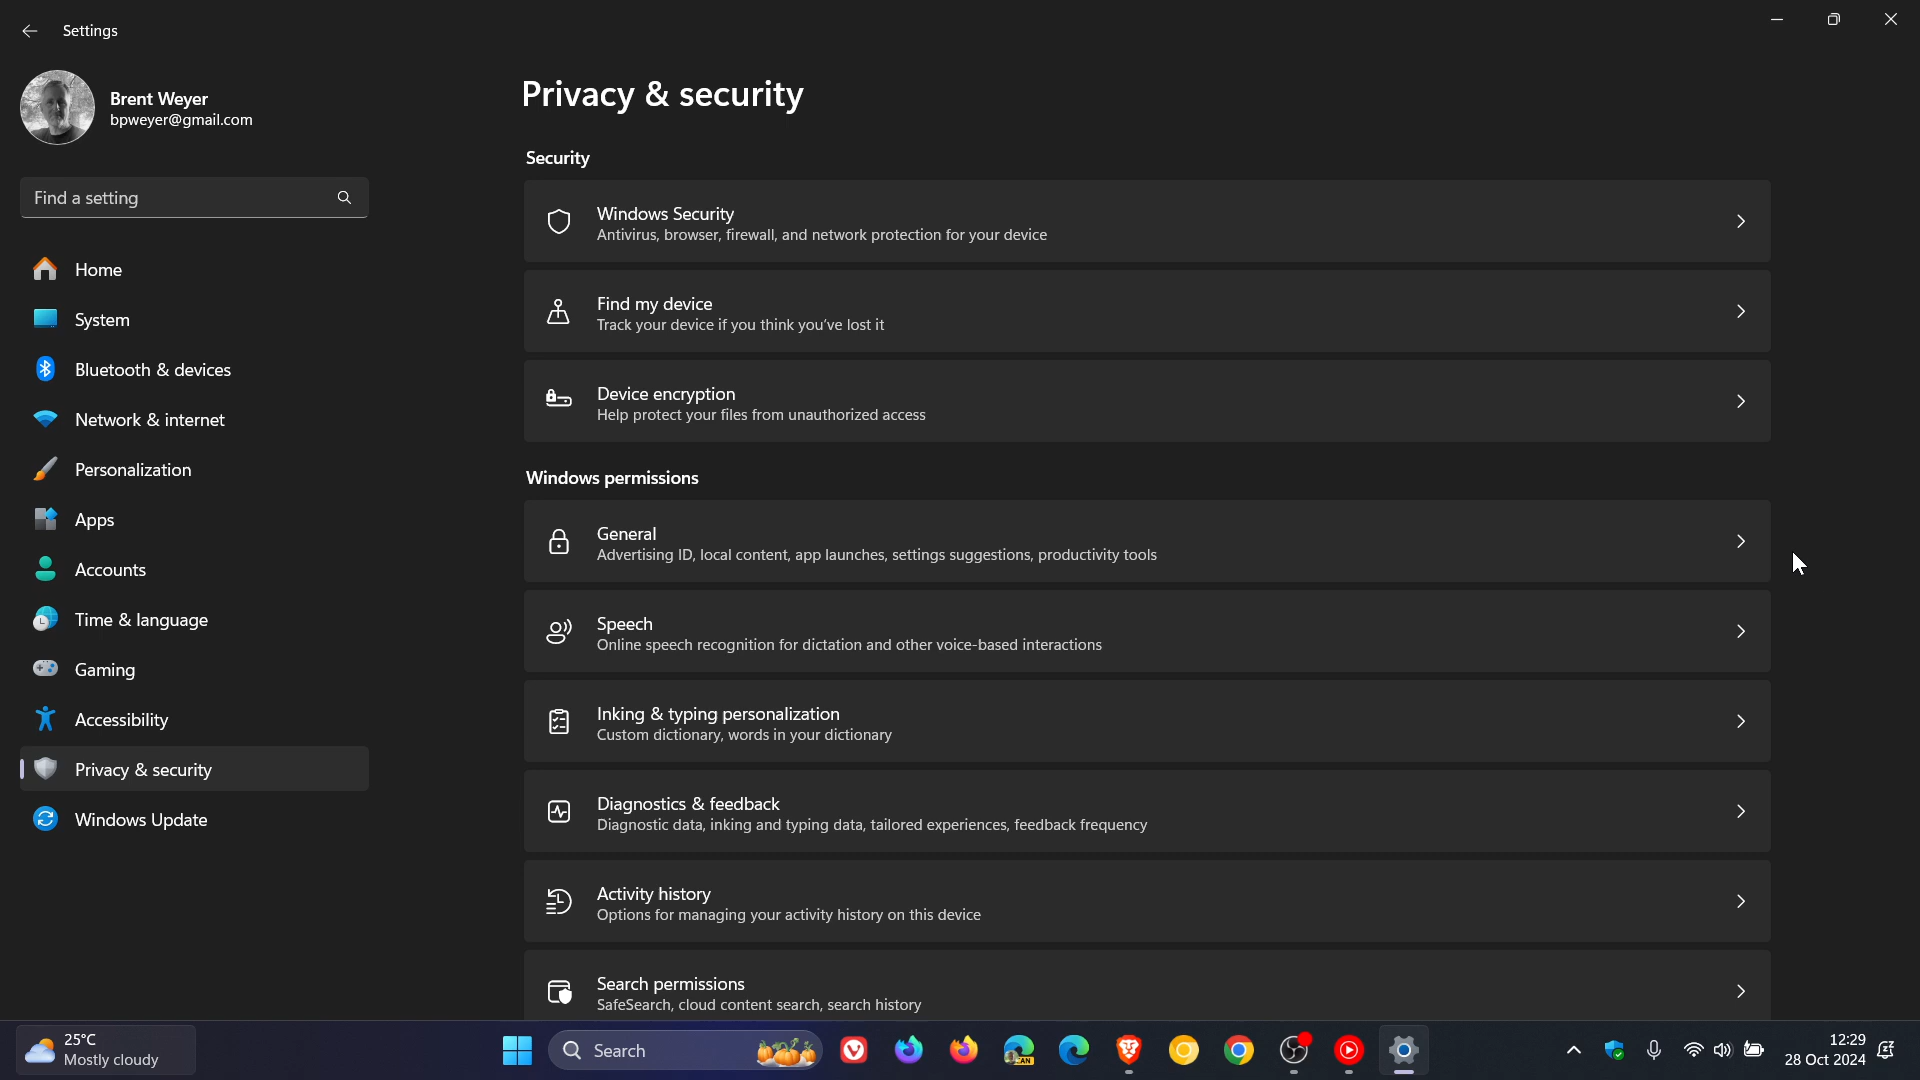 Settings
Brent Weyer
bpweyer@gmail.com
Find a setting
Home
System
Bluetooth & devices
Network & internet
Personalization
Apps
Accounts
Time & language
Gaming
Accessibility
Privacy & security
Windows Update
Privacy & security
Security
Windows Security
Antivirus, browser, firewall, and network protection for your device
Find my device
Track your device if you think you've lost it
Device encryption
Help protect your files from unauthorized access
Windows permissions
General
Advertising ID, local content, app launches, settings suggestions, productivity tools
Speech
Online speech recognition for dictation and other voice-based interactions
Inking & typing personalization
Custom dictionary, words in your dictionary
Diagnostics & feedback
Diagnostic data, inking and typing data, tailored experiences, feedback frequency
Activity history
Options for managing your activity history on this device
Search permissions
SafeSearch, cloud content search, search history
25°C
Mostly cloudy
Search
CAN
12:29
28 Oct 2024